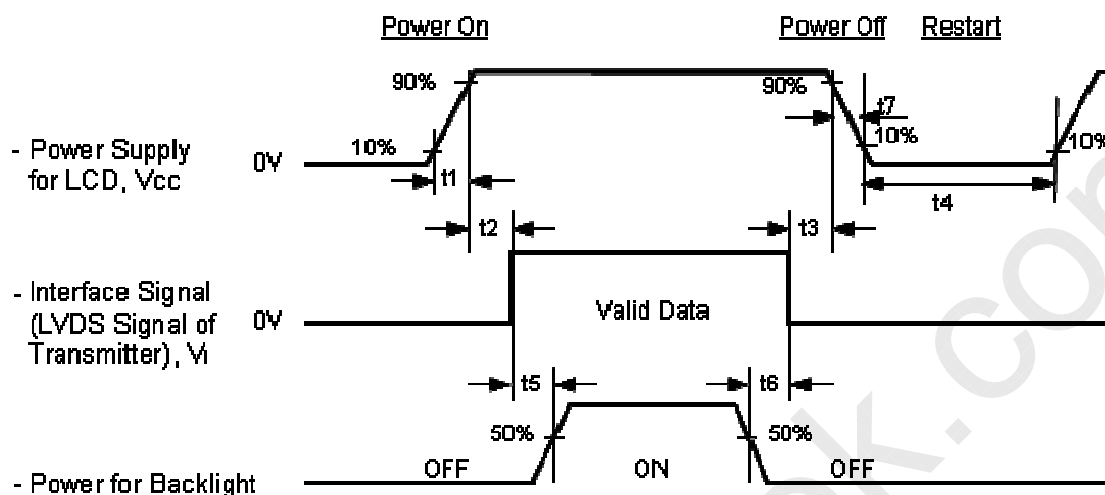 Power On Power Off Restart
90% 90% t7
- Power Supply 0V 10% 10% 10%
for LCD, Vcc t1 t4
t2 t3
- Interface Signal
(LVDS Signal of 0V Valid Data
Transmitter), Vi
t5 t6
50% 50%
- Power for Backlight OFF ON OFF